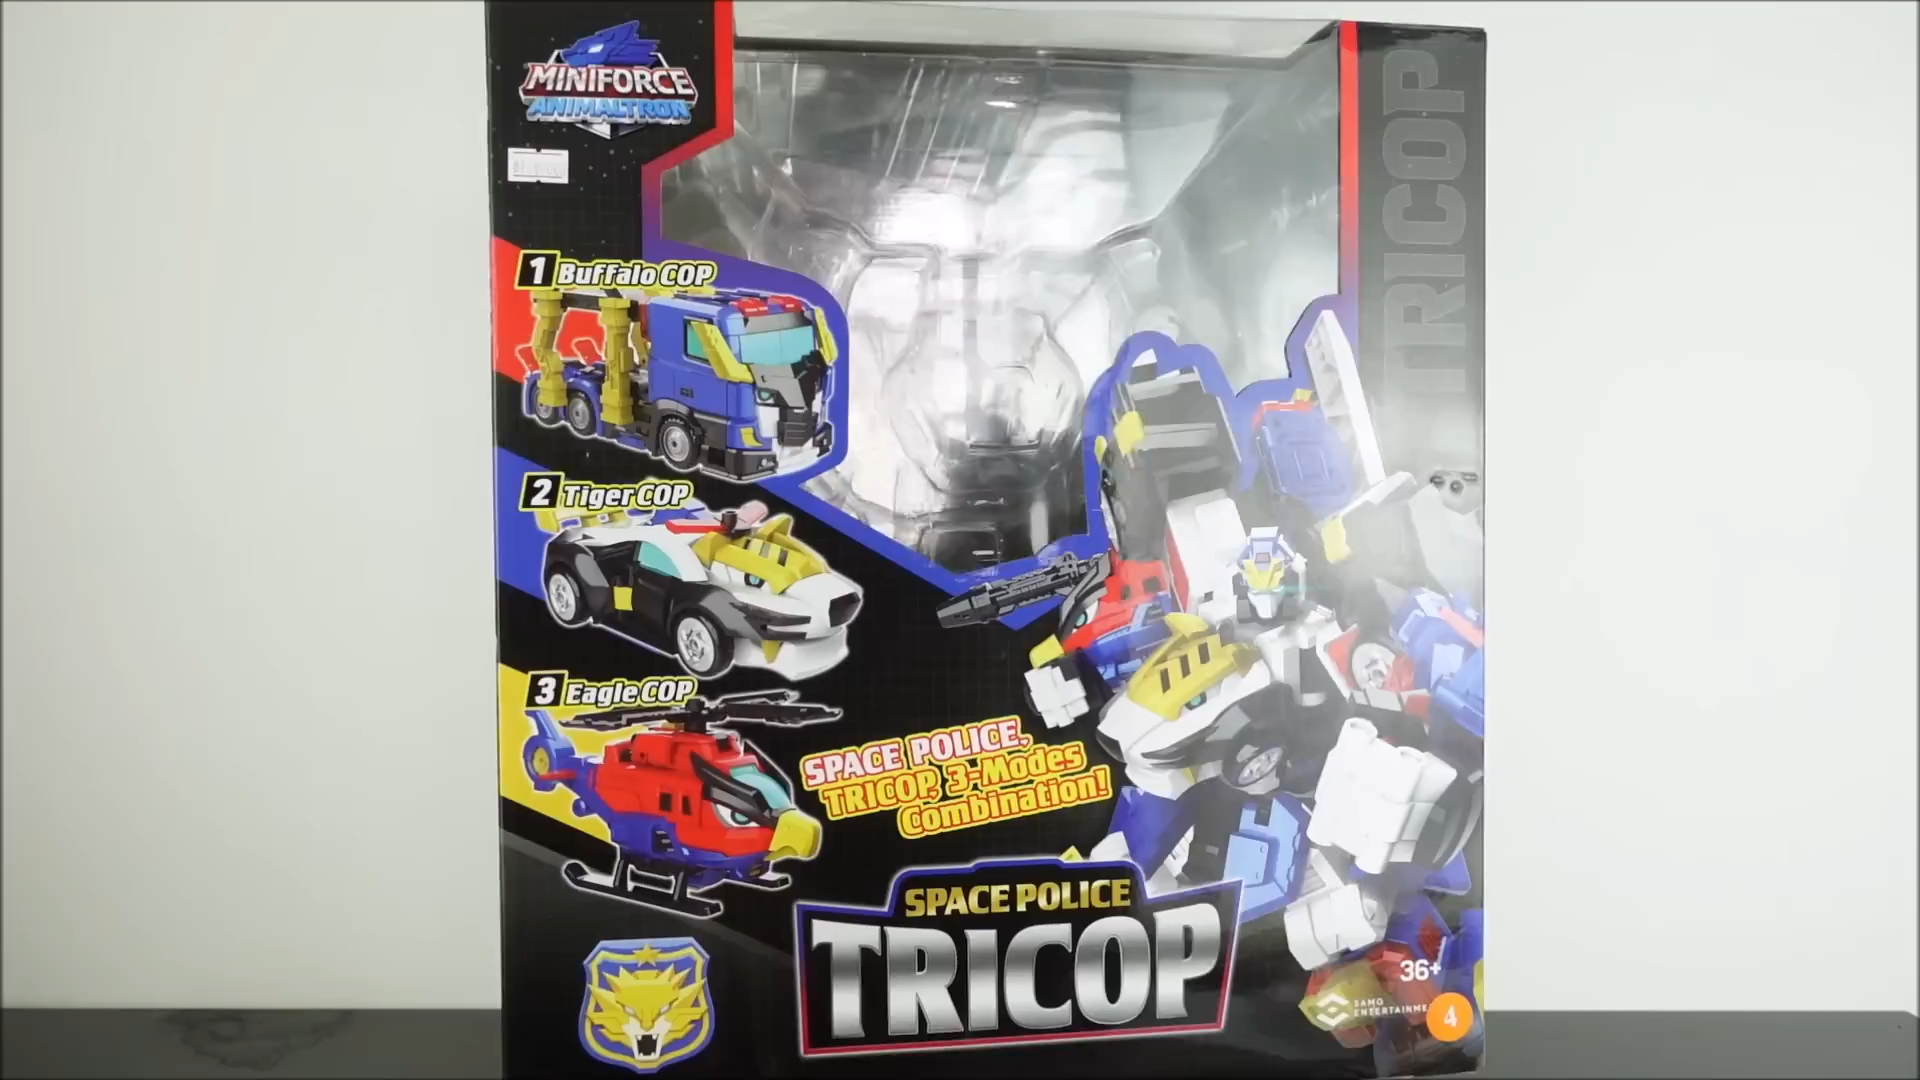 MINIFORCE
ANIMALTRON
TRICOP
1 Buffalo COP
2 Tiger COP
3 Eagle COP
SPACE POLICE,
TRICOP, 3-Modes
Combination!
SPACE POLICE
TRICOP
36+
SAMG
4